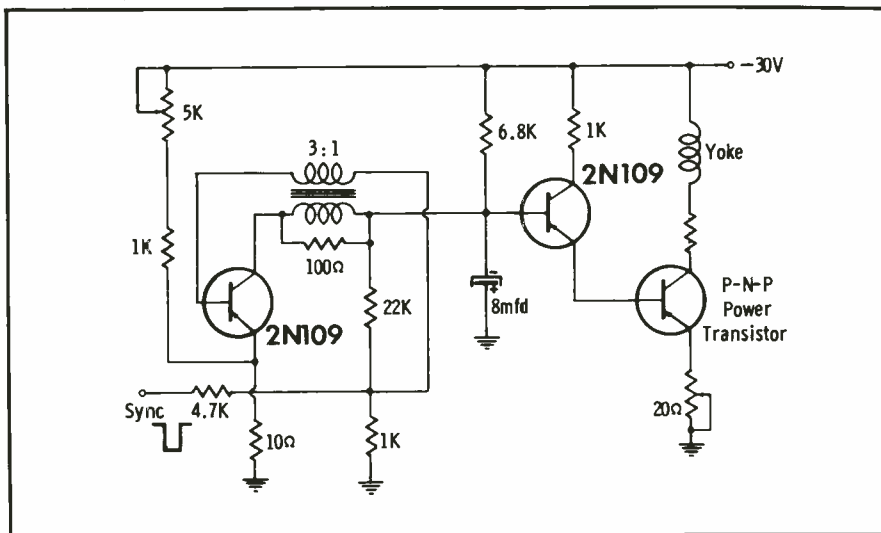 −30V
5K
6.8K
1K
Yoke
3:1
2N109
1K
100Ω
22K
8mfd
P-N-P
Power
Transistor
2N109
Sync
4.7K
10Ω
1K
20Ω